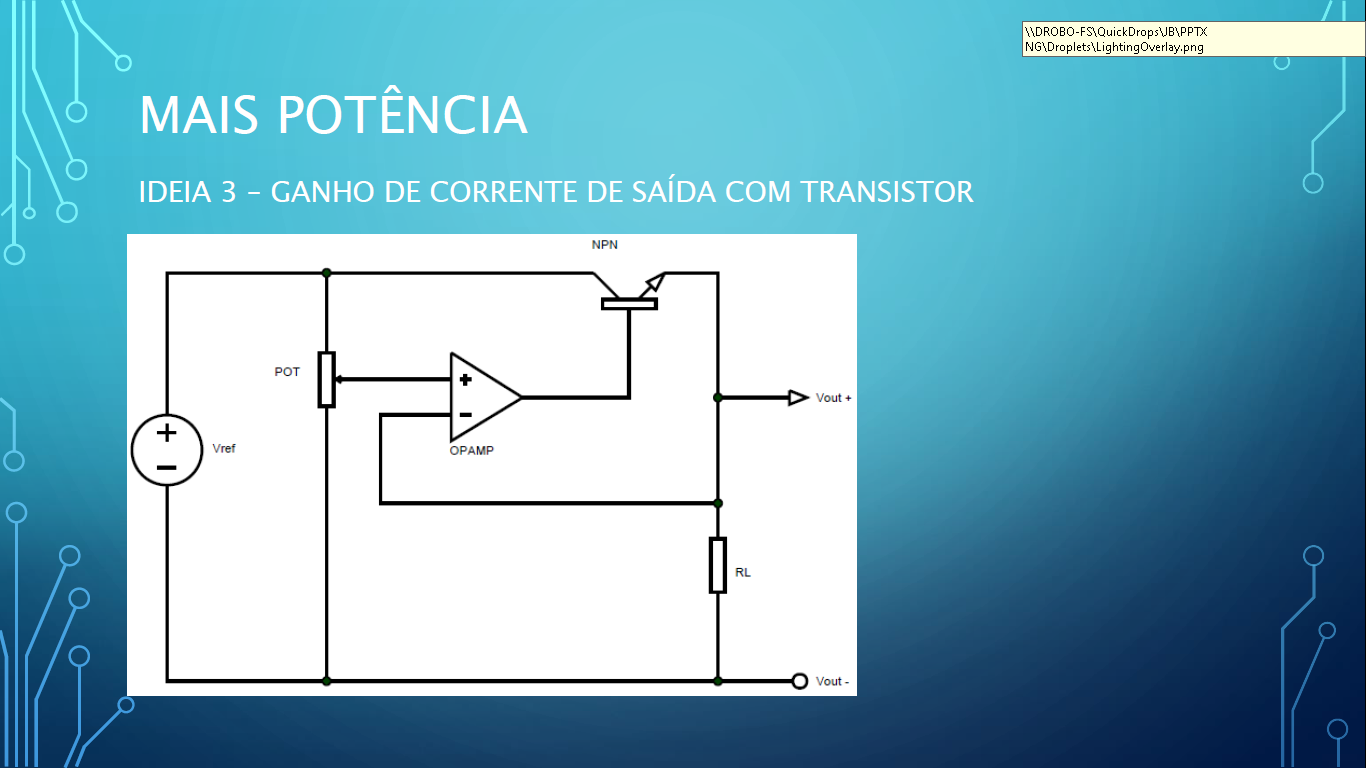 \\DROBO-FS\QuickDrops\JB\PPTX
NG\Droplets\LightingOverlay.png
MAIS POTÊNCIA
IDEIA 3 – GANHO DE CORRENTE DE SAÍDA COM TRANSISTOR
NPN
POT
+
−
OPAMP
Vout +
+
−
Vref
RL
Vout -